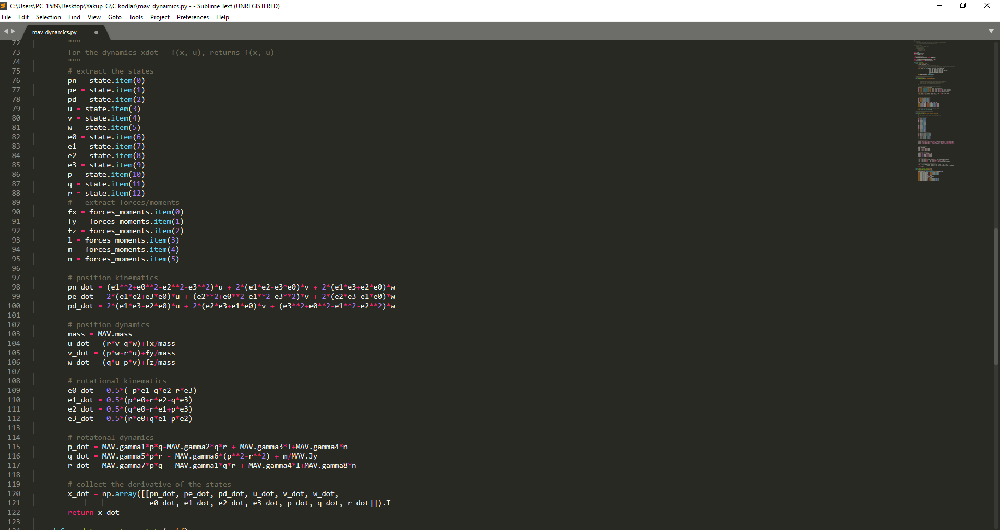 C:\Users\PC_1589\Desktop\Yakup_G\C kodlar\mav_dynamics.py • - Sublime Text (UNREGISTERED)
File Edit Selection Find View Goto Tools Project Preferences Help
mav_dynamics.py
72 """
73 for the dynamics xdot = f(x, u), returns f(x, u)
74 """
75 # extract the states
76 pn = state.item(0)
77 pe = state.item(1)
78 pd = state.item(2)
79 u = state.item(3)
80 v = state.item(4)
81 w = state.item(5)
82 e0 = state.item(6)
83 e1 = state.item(7)
84 e2 = state.item(8)
85 e3 = state.item(9)
86 p = state.item(10)
87 q = state.item(11)
88 r = state.item(12)
89 #   extract forces/moments
90 fx = forces_moments.item(0)
91 fy = forces_moments.item(1)
92 fz = forces_moments.item(2)
93 l = forces_moments.item(3)
94 m = forces_moments.item(4)
95 n = forces_moments.item(5)
96
97 # position kinematics
98 pn_dot = (e1**2+e0**2-e2**2-e3**2)*u + 2*(e1*e2-e3*e0)*v + 2*(e1*e3+e2*e0)*w
99 pe_dot = 2*(e1*e2+e3*e0)*u + (e2**2+e0**2-e1**2-e3**2)*v + 2*(e2*e3-e1*e0)*w
100 pd_dot = 2*(e1*e3-e2*e0)*u + 2*(e2*e3+e1*e0)*v + (e3**2+e0**2-e1**2-e2**2)*w
101
102 # position dynamics
103 mass = MAV.mass
104 u_dot = (r*v-q*w)+fx/mass
105 v_dot = (p*w-r*u)+fy/mass
106 w_dot = (q*u-p*v)+fz/mass
107
108 # rotational kinematics
109 e0_dot = 0.5*(-p*e1-q*e2-r*e3)
110 e1_dot = 0.5*(p*e0+r*e2-q*e3)
111 e2_dot = 0.5*(q*e0-r*e1+p*e3)
112 e3_dot = 0.5*(r*e0+q*e1-p*e2)
113
114 # rotatonal dynamics
115 p_dot = MAV.gamma1*p*q-MAV.gamma2*q*r + MAV.gamma3*l+MAV.gamma4*n
116 q_dot = MAV.gamma5*p*r - MAV.gamma6*(p**2-r**2) + m/MAV.Jy
117 r_dot = MAV.gamma7*p*q - MAV.gamma1*q*r + MAV.gamma4*l+MAV.gamma8*n
118
119 # collect the derivative of the states
120 x_dot = np.array([[pn_dot, pe_dot, pd_dot, u_dot, v_dot, w_dot,
121 e0_dot, e1_dot, e2_dot, e3_dot, p_dot, q_dot, r_dot]]).T
122 return x_dot
123